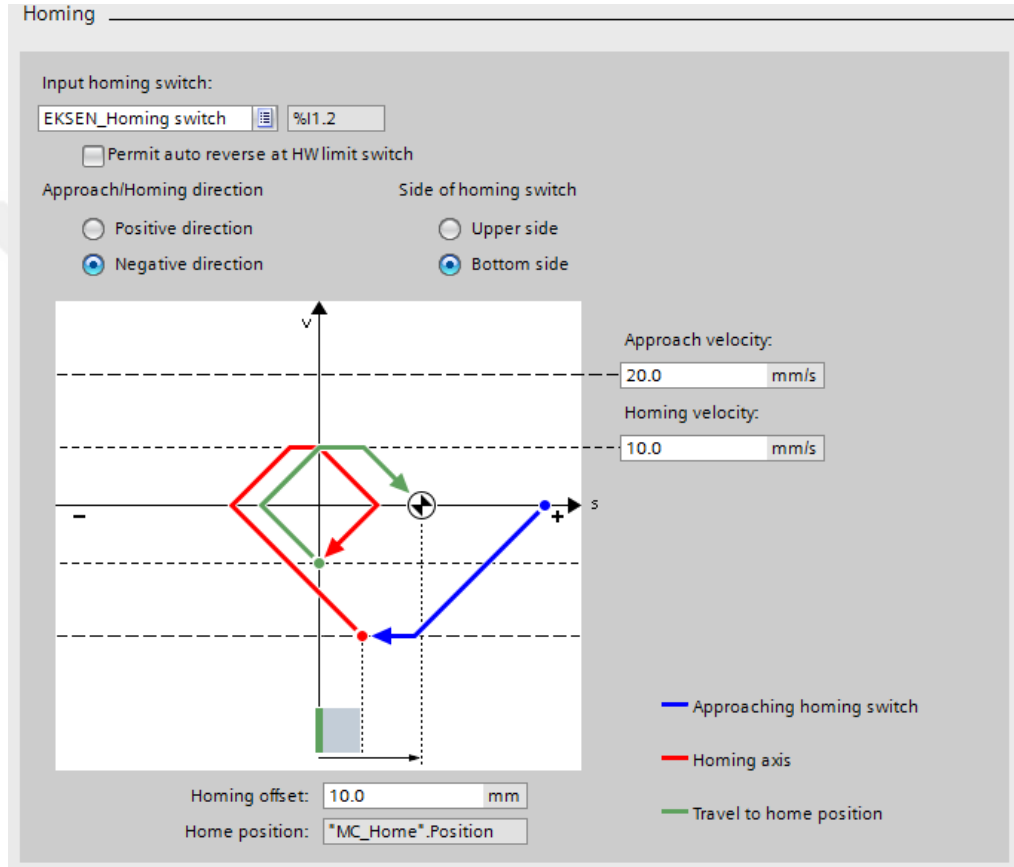 Homing
Input homing switch:
EKSEN_Homing switch %I1.2
Permit auto reverse at HW limit switch
Approach/Homing direction Side of homing switch
Positive direction Upper side
Negative direction Bottom side
v
Approach velocity:
20.0 mm/s
Homing velocity:
10.0 mm/s
− + s
Approaching homing switch
Homing axis
Travel to home position
Homing offset: 10.0 mm
Home position: "MC_Home".Position